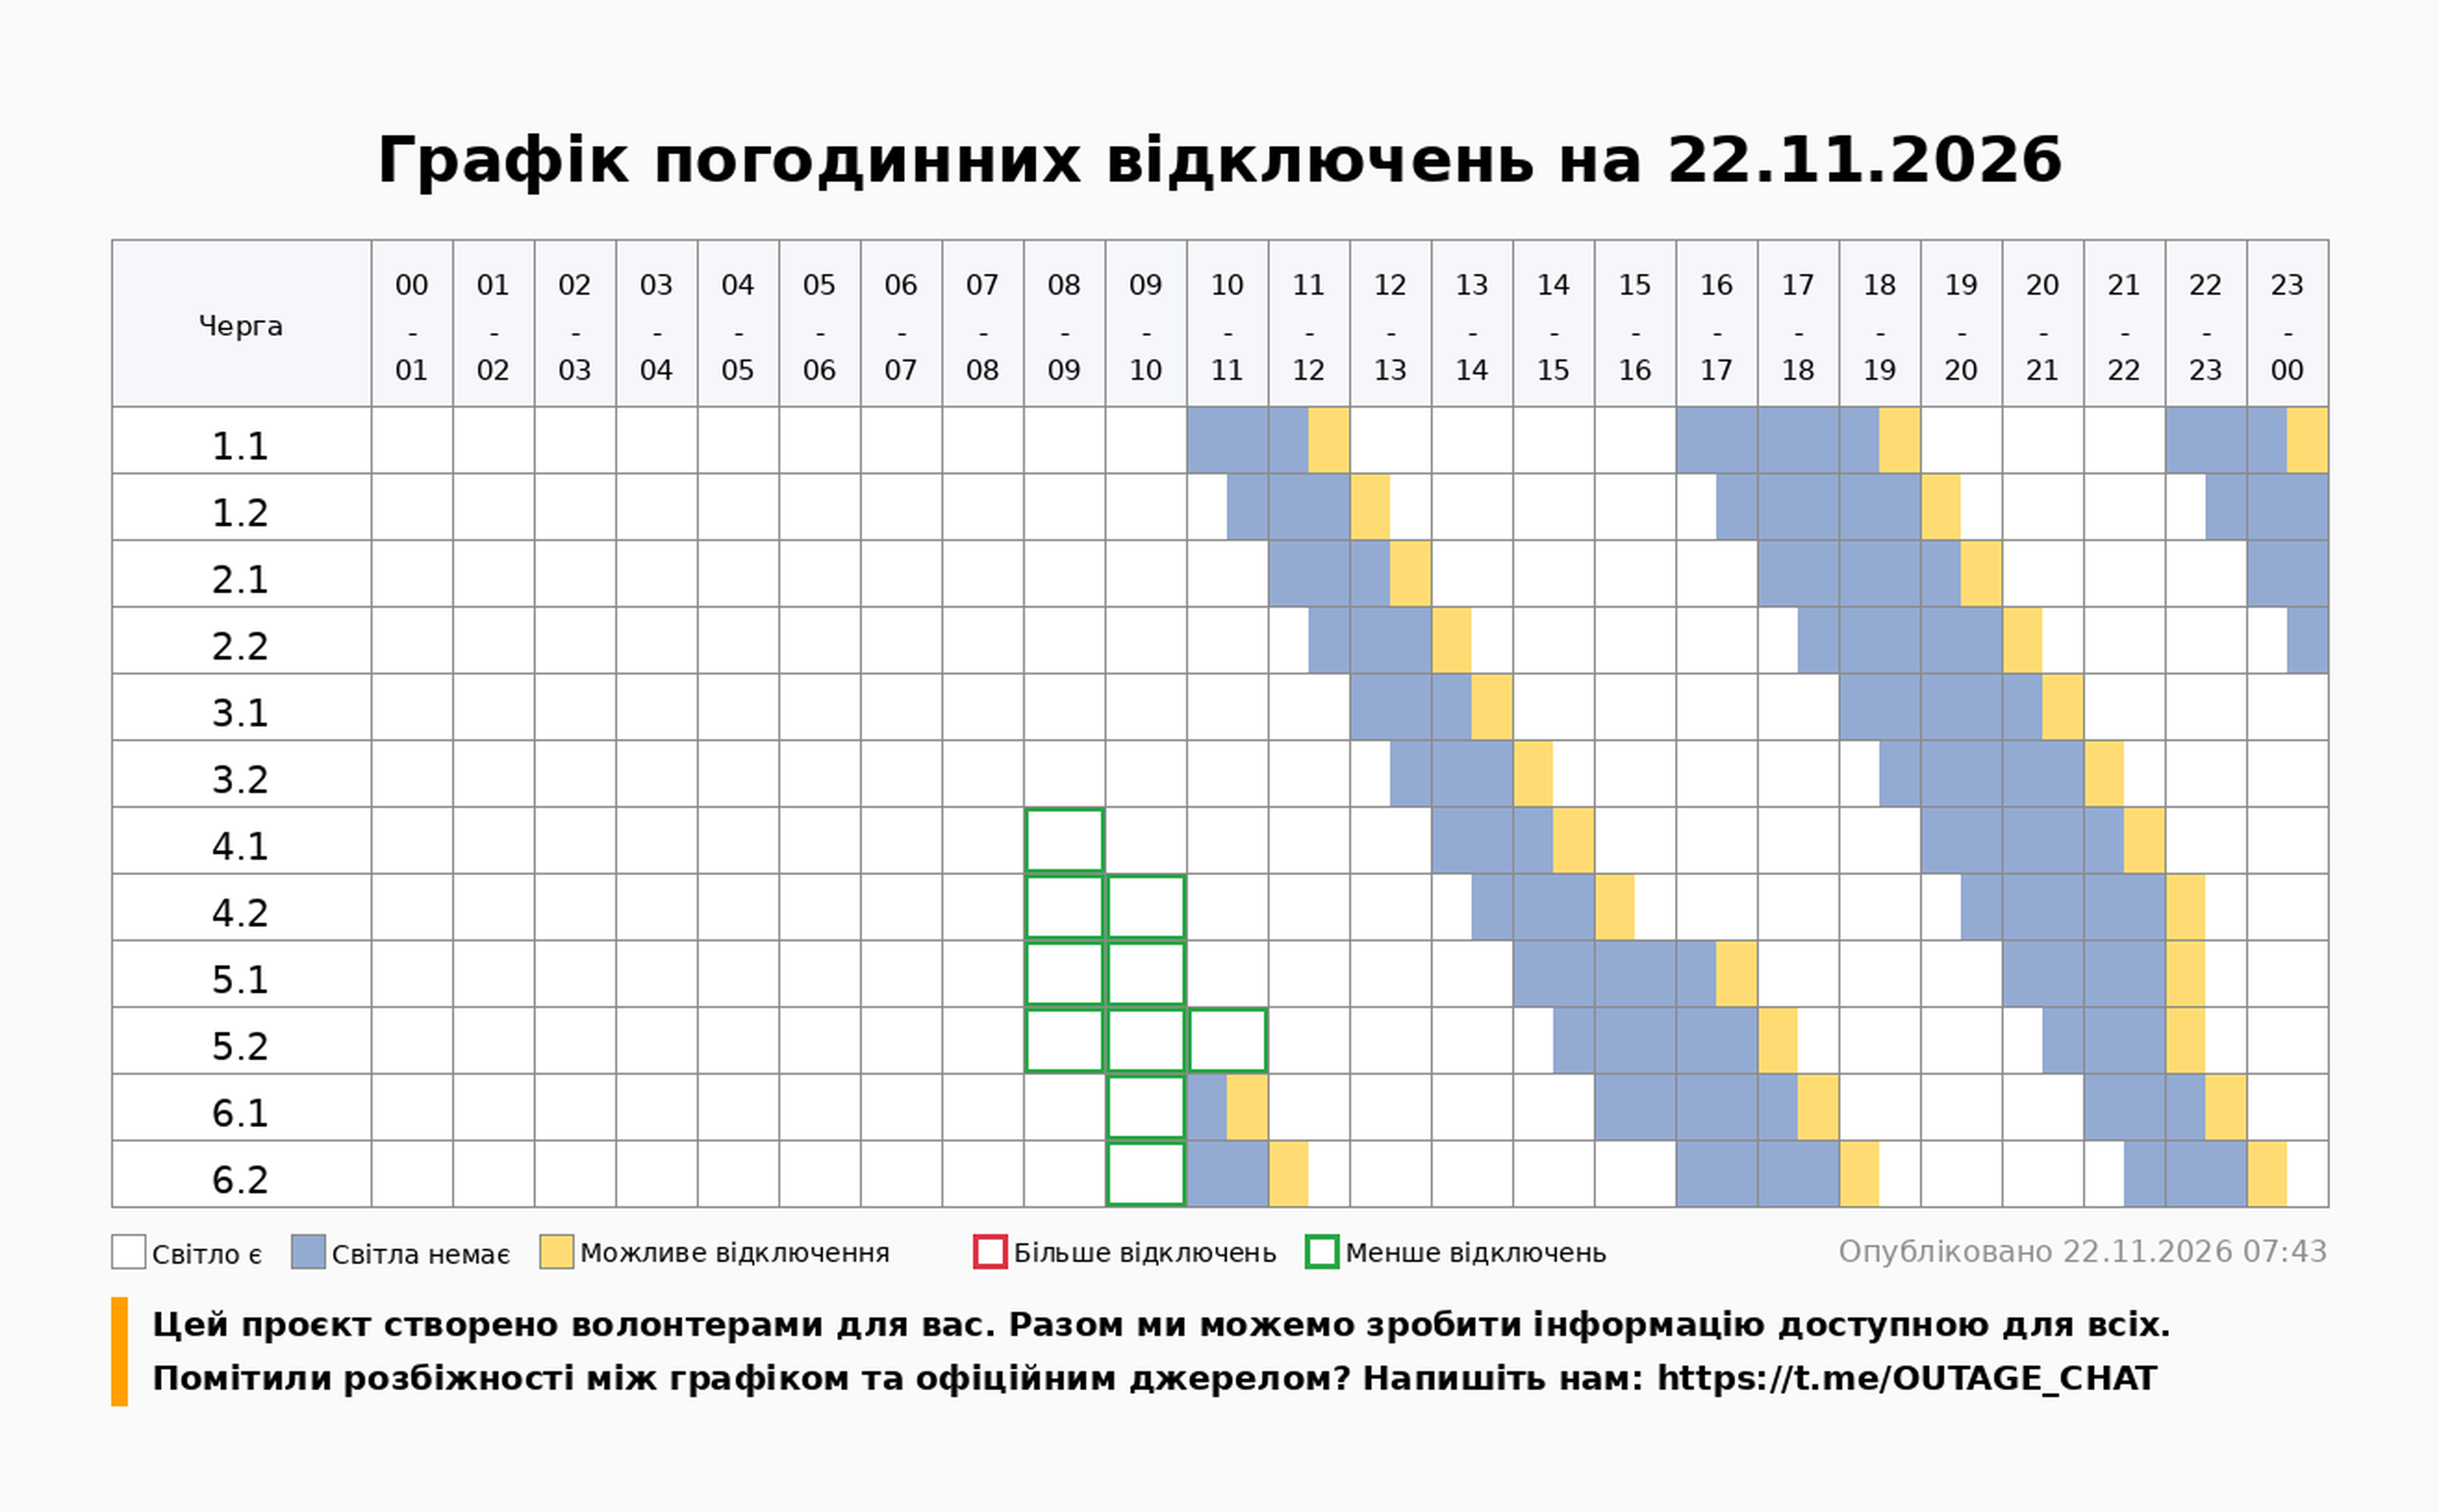 Графік погодинних відключень на 22.11.2026
Черга 00 - 01 01 - 02 02 - 03 03 - 04 04 - 05 05 - 06 06 - 07 07 - 08 08 - 09 09 - 10 10 - 11 11 - 12 12 - 13 13 - 14 14 - 15 15 - 16 16 - 17 17 - 18 18 - 19 19 - 20 20 - 21 21 - 22 22 - 23 23 - 00
1.1
1.2
2.1
2.2
3.1
3.2
4.1
4.2
5.1
5.2
6.1
6.2
Світло є Світла немає Можливе відключення Більше відключень Менше відключень Опубліковано 22.11.2026 07:43
Цей проєкт створено волонтерами для вас. Разом ми можемо зробити інформацію доступною для всіх.
Помітили розбіжності між графіком та офіційним джерелом? Напишіть нам: https://t.me/OUTAGE_CHAT